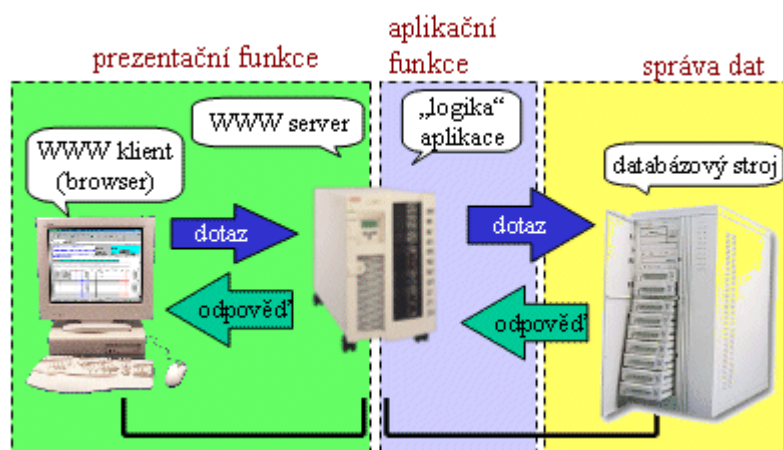 prezentační funkce
aplikační
funkce
správa dat
WWW klient
(browser)
WWW server
„logika“
aplikace
databázový stroj
dotaz
dotaz
odpověď
odpověď